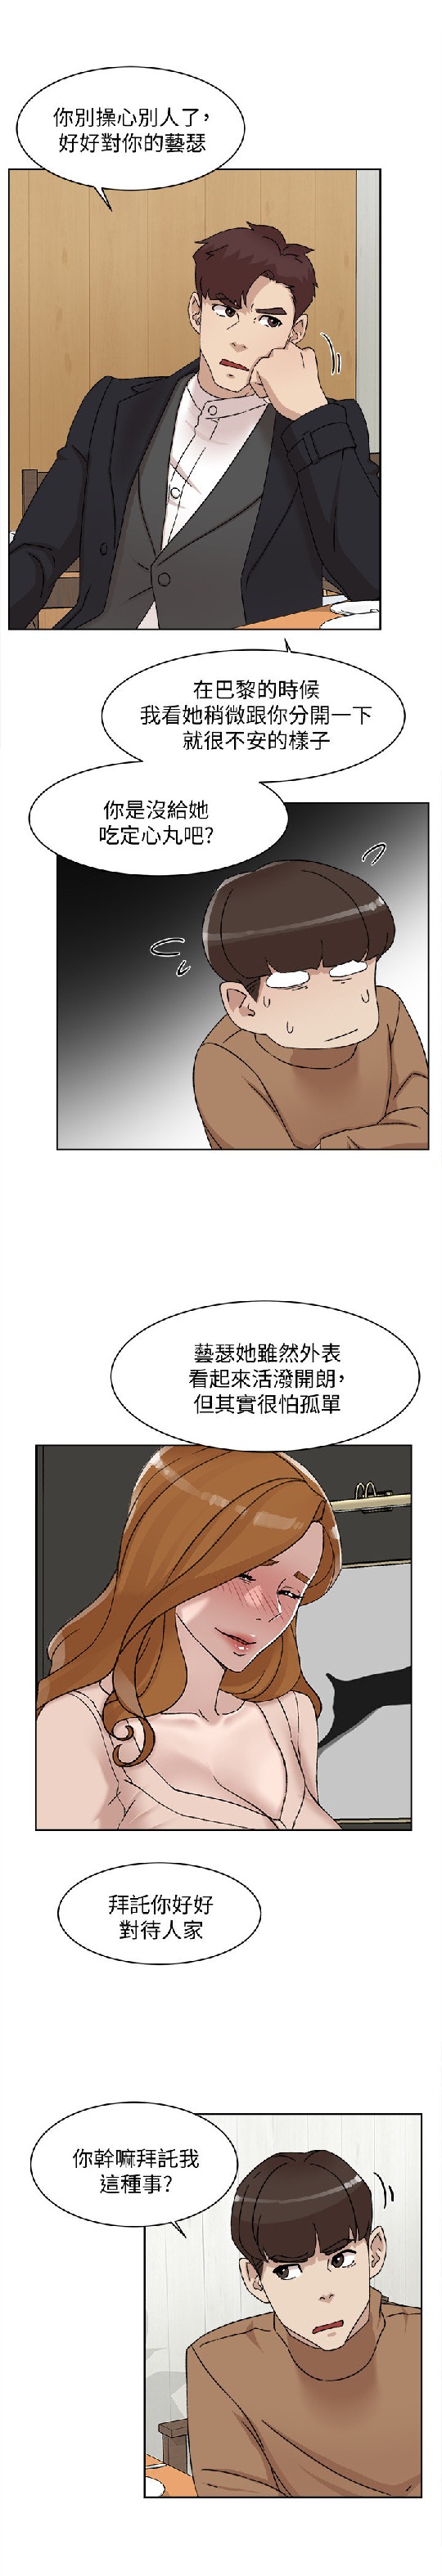 你別操心別人了，
好好對你的藝瑟
在巴黎的時候
我看她稍微跟你分開一下
就很不安的樣子
你是沒給她
吃定心丸吧?
藝瑟她雖然外表
看起來活潑開朗，
但其實很怕孤單
拜託你好好
對待人家
你幹嘛拜託我
這種事?